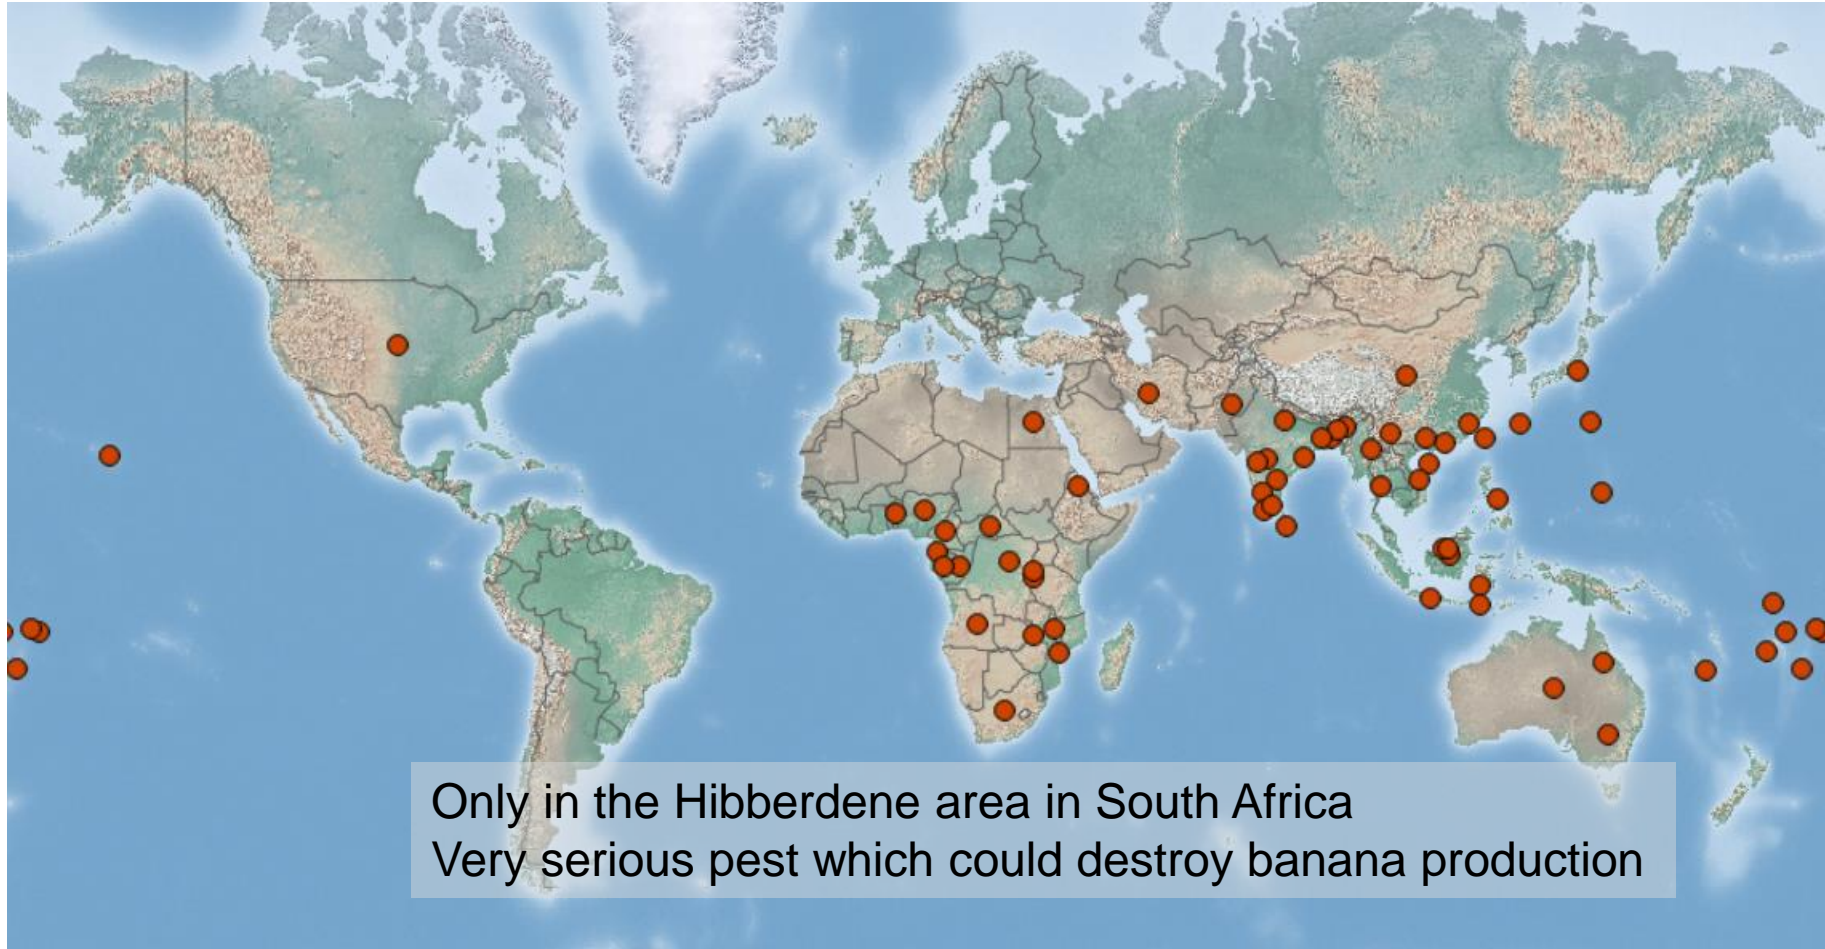 Only in the Hibberdene area in South Africa
Very serious pest which could destroy banana production